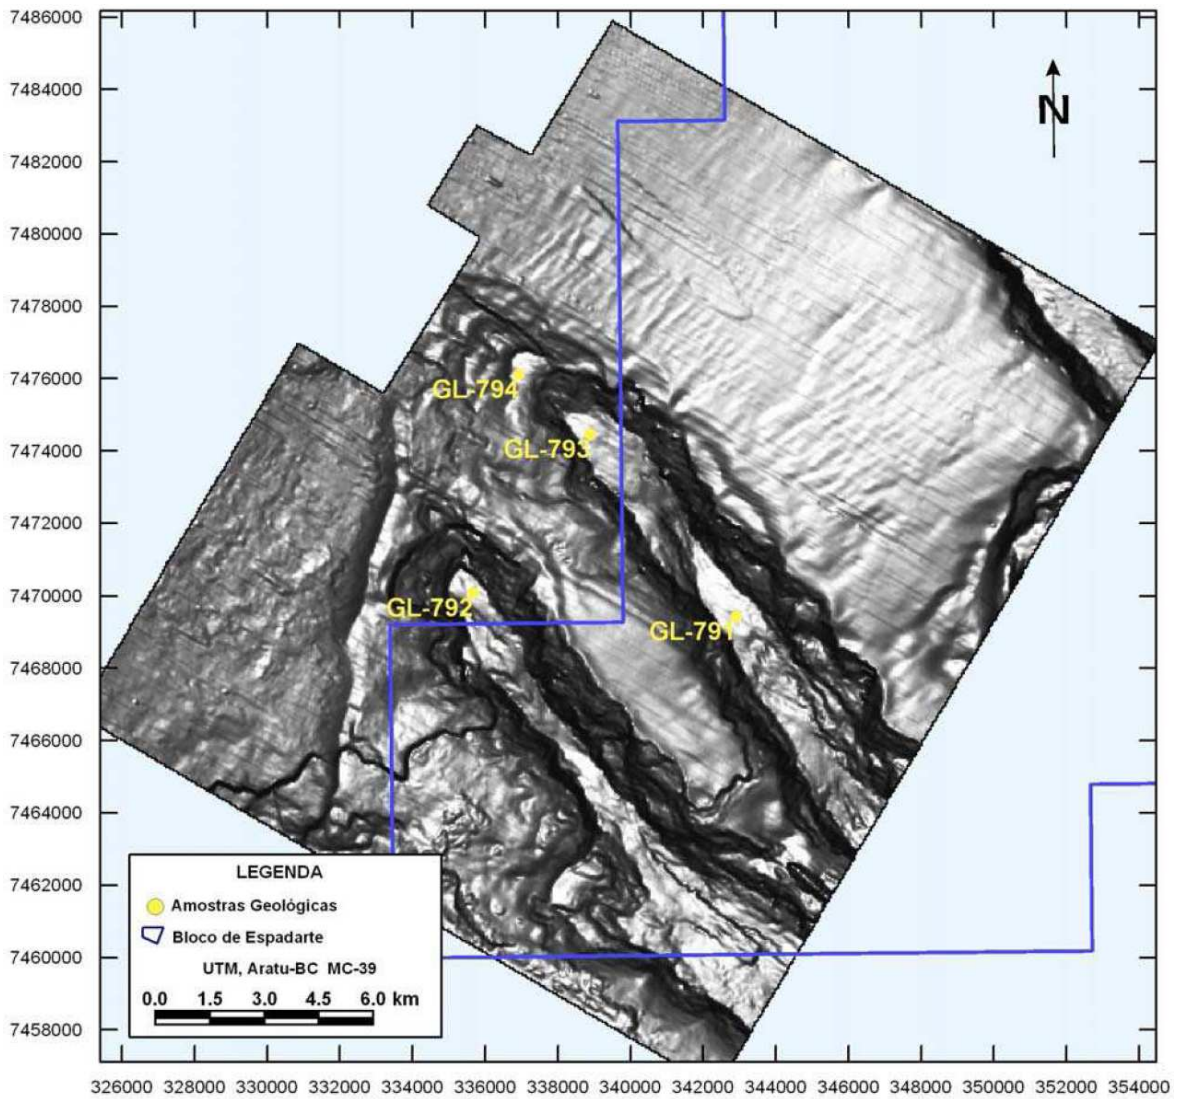 7486000
7484000
7482000
7480000
7478000
7476000
7474000
7472000
7470000
7468000
7466000
7464000
7462000
7460000
7458000
N
GL-794
GL-793
GL-792
GL-791
LEGENDA
Amostras Geológicas
Bloco de Espadarte
UTM, Aratu-BC MC-39
0.0 1.5 3.0 4.5 6.0 km
326000 328000 330000 332000 334000 336000 338000 340000 342000 344000 346000 348000 350000 352000 354000